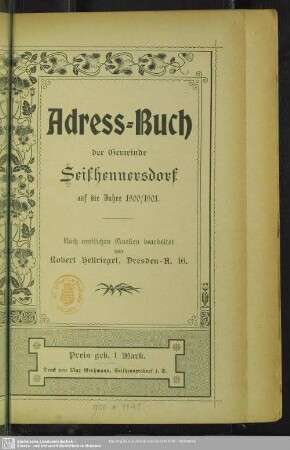 Adress-Buch
der Gemeinde
Seifhennersdorf
auf die Jahre 1900/1901.
Nach amtlichen Quellen bearbeitet
von
Robert Hellriegel, Dresden-A. 16.
Preis geb. 1 Mark.
Druck von Max Großmann, Seifhennersdorf i. S.